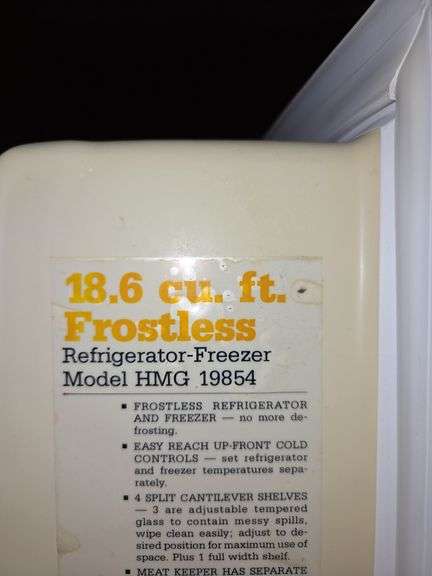 18.6 cu. ft.
Frostless
Refrigerator-Freezer
Model HMG 19854
▪ FROSTLESS REFRIGERATOR
AND FREEZER — no more de-
frosting.
▪ EASY REACH UP-FRONT COLD
CONTROLS — set refrigerator
and freezer temperatures sepa-
rately.
▪ 4 SPLIT CANTILEVER SHELVES
— 3 are adjustable tempered
glass to contain messy spills,
wipe clean easily; adjust to de-
sired position for maximum use of
space. Plus 1 full width shelf.
▪ MEAT KEEPER HAS SEPARATE